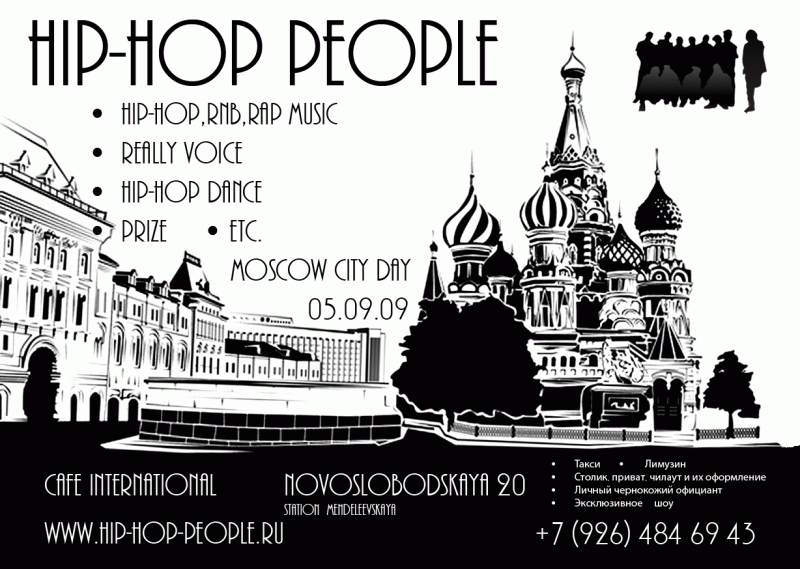 HIP-HOP PEOPLE
• HIP-HOP,RNB,RAP MUSIC
• REALLY VOICE
• HIP-HOP DANCE
• PRIZE • ETC.
MOSCOW CITY DAY
05.09.09
CAFE INTERNATIONAL
NOVOSLOBODSKAYA 20
STATION MENDELEEVSKAYA
WWW.HIP-HOP-PEOPLE.RU
• Такси • Лимузин
• Столик, приват, чилаут и их оформление
• Личный чернокожий официант
• Эксклюзивное шоу
+7 (926) 484 69 43